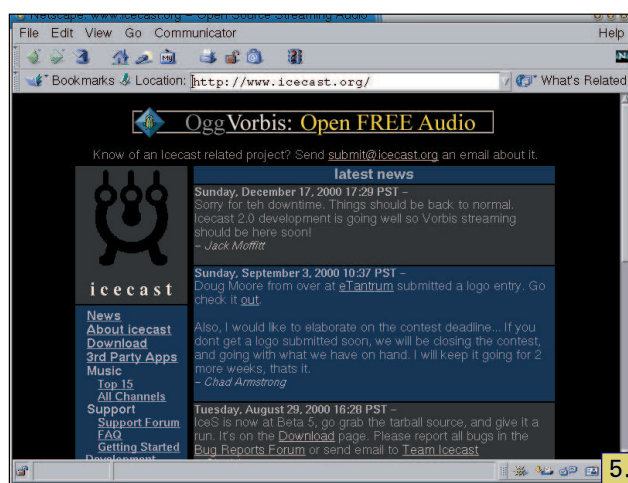 Netscape: www.icecast.org – Open Source Streaming Audio
File Edit View Go Communicator Help
My N
Bookmarks Location: http://www.icecast.org/ What's Related
OggVorbis: Open FREE Audio
Know of an Icecast related project? Send submit@icecast.org an email about it.
latest news
Sunday, December 17, 2000 17:29 PST –
Sorry for teh downtime. Things should be back to normal.
Icecast 2.0 development is going well so Vorbis streaming
should be here soon!
– Jack Moffitt
icecast
Sunday, September 3, 2000 10:37 PST –
Doug Moore from over at eTantrum submitted a logo entry. Go
check it out.
Also, I would like to elaborate on the contest deadline... If you
dont get a logo submitted soon, we will be closing the contest,
and going with what we have on hand. I will keep it going for 2
more weeks, thats it.
– Chad Armstrong
News
About icecast
Download
3rd Party Apps
Music
Top 15
All Channels
Support
Support Forum
FAQ
Getting Started
Development
Tuesday, August 29, 2000 16:28 PST –
IceS is now at Beta 5, go grab the tarball source, and give it a
run. It's on the Download page. Please report all bugs in the
Bug Reports Forum or send email to Team Icecast
5.